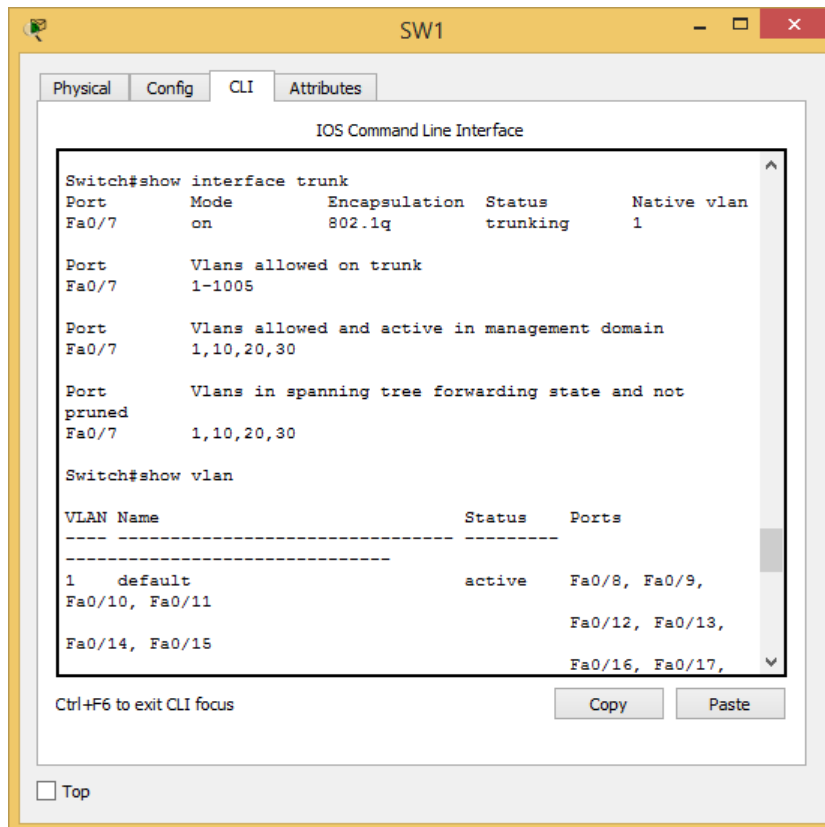 SW1
Physical Config CLI Attributes
IOS Command Line Interface
Switch#show interface trunk
Port Mode Encapsulation Status Native vlan
Fa0/7 on 802.1q trunking 1
Port Vlans allowed on trunk
Fa0/7 1-1005
Port Vlans allowed and active in management domain
Fa0/7 1,10,20,30
Port Vlans in spanning tree forwarding state and not
pruned
Fa0/7 1,10,20,30
Switch#show vlan
VLAN Name Status Ports
---- -------------------------------- ---------
-------------------------------
1 default active Fa0/8, Fa0/9,
Fa0/10, Fa0/11
Fa0/12, Fa0/13,
Fa0/14, Fa0/15
Fa0/16, Fa0/17,
Ctrl+F6 to exit CLI focus
Copy Paste
Top